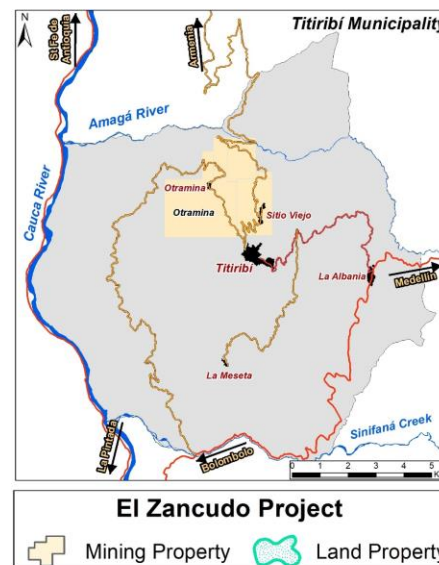 Titiribí Municipality
N
St Fe de
Antioquia
Armenia
Amagá River
Cauca River
Otramina
Otramina
Sitio Viejo
Titiribí
La Albania
Medellín
La Meseta
La Pintada
Bolombolo
Sinifaná Creek
0 1 2 3 4 5
K
El Zancudo Project
Mining Property
Land Property